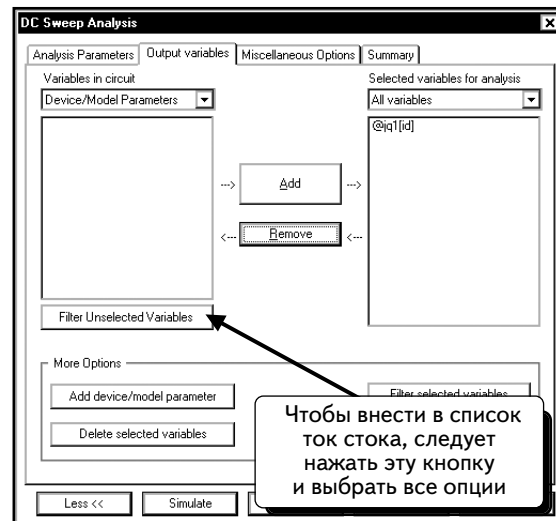 DC Sweep Analysis
Analysis Parameters Output variables Miscellaneous Options Summary
Variables in circuit Selected variables for analysis
Device/Model Parameters All variables
@jq1[id]
---> Add --->
<--- Remove <---
Filter Unselected Variables
More Options
Add device/model parameter Filter selected variables
Delete selected variables
Чтобы внести в список
ток стока, следует
нажать эту кнопку
и выбрать все опции
Less << Simulate